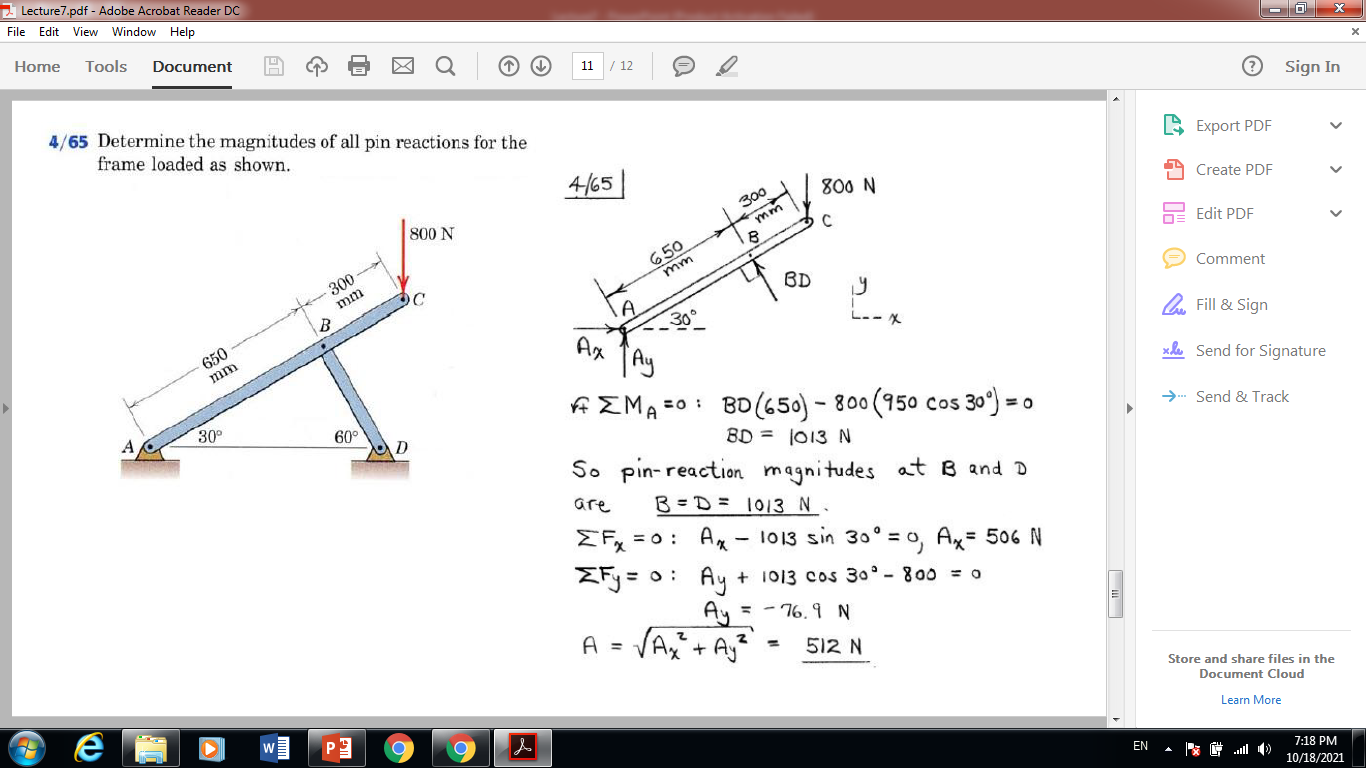 Lecture7.pdf - Adobe Acrobat Reader DC
File Edit View Window Help
Home Tools Document 11 / 12 Sign In
4/65 Determine the magnitudes of all pin reactions for the
frame loaded as shown.
800 N
300
mm
C
B
650
mm
A
30°
60°
D
4/65
800 N
300
mm
C
B
650
mm
BD
A
30°
y
x
Ax
Ay
↶+ ΣM_A = 0 : BD(650) - 800(950 cos 30°) = 0
BD = 1013 N
So pin-reaction magnitudes at B and D
are B = D = 1013 N.
ΣFx = 0 : Ax - 1013 sin 30° = 0, Ax = 506 N
ΣFy = 0 : Ay + 1013 cos 30° - 800 = 0
Ay = -76.9 N
A = √(Ax² + Ay²) = 512 N
Export PDF
Create PDF
Edit PDF
Comment
Fill & Sign
Send for Signature
Send & Track
Store and share files in the
Document Cloud
Learn More
EN
7:18 PM
10/18/2021